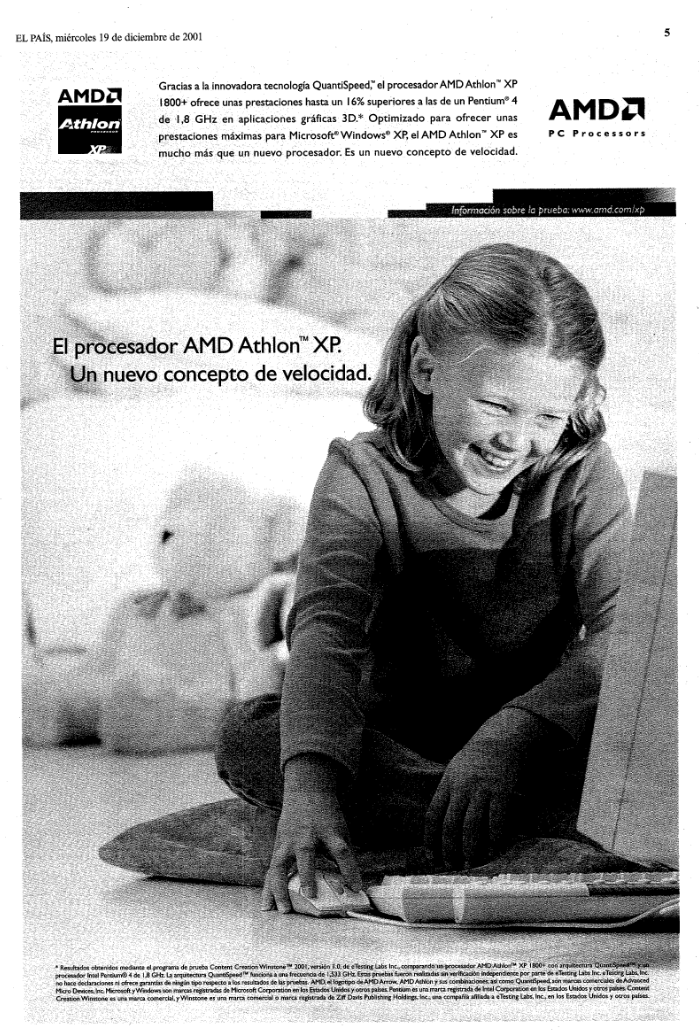 EL PAÍS, miércoles 19 de diciembre de 2001
5
AMD
Athlon
PROCESSOR
XP
Gracias a la innovadora tecnología QuantiSpeed,™ el procesador AMD Athlon™ XP
1800+ ofrece unas prestaciones hasta un 16% superiores a las de un Pentium® 4
de 1,8 GHz en aplicaciones gráficas 3D.* Optimizado para ofrecer unas
prestaciones máximas para Microsoft® Windows® XP, el AMD Athlon™ XP es
mucho más que un nuevo procesador. Es un nuevo concepto de velocidad.
AMD
PC Processors
Información sobre la prueba: www.amd.com/xp
El procesador AMD Athlon™ XP.
Un nuevo concepto de velocidad.
* Resultados obtenidos mediante el programa de prueba Content Creation Winstone™ 2001, versión 1.0, de eTesting Labs Inc., comparando un procesador AMD Athlon™ XP 1800+ con arquitectura QuantiSpeed™ y un
procesador Intel Pentium® 4 de 1,8 GHz. La arquitectura QuantiSpeed™ funciona a una frecuencia de 1,533 GHz. Estas pruebas fueron realizadas sin verificación independiente por parte de eTesting Labs Inc. eTesting Labs, Inc.
no hace declaraciones ni ofrece garantías de ningún tipo respecto a los resultados de las pruebas. AMD, el logotipo de AMD Arrow, AMD Athlon y sus combinaciones, así como QuantiSpeed, son marcas comerciales de Advanced
Micro Devices, Inc. Microsoft y Windows son marcas registradas de Microsoft Corporation en los Estados Unidos y otros países. Pentium es una marca registrada de Intel Corporation en los Estados Unidos y otros países. Content
Creation Winstone es una marca comercial, y Winstone es una marca comercial o marca registrada de Ziff Davis Publishing Holdings, Inc., una compañía afiliada a eTesting Labs, Inc., en los Estados Unidos y otros países.